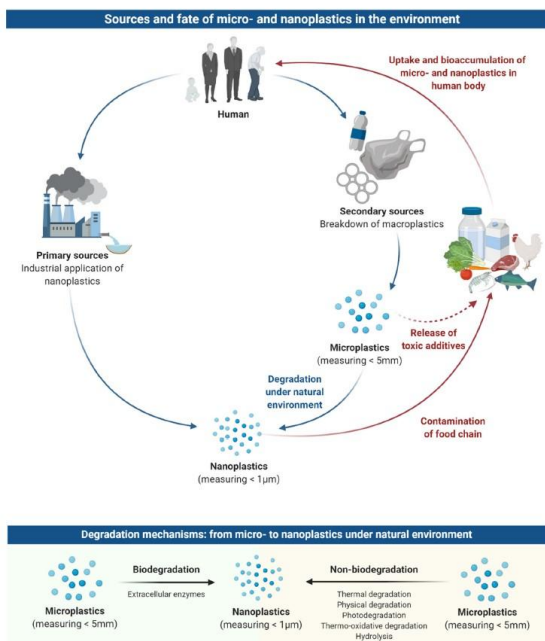 Sources and fate of micro- and nanoplastics in the environment
Uptake and bioaccumulation of
micro- and nanoplastics in
human body
Human
Secondary sources
Breakdown of macroplastics
Primary sources
Industrial application of
nanoplastics
Release of
toxic additives
Microplastics
(measuring < 5mm)
Degradation
under natural
environment
Contamination
of food chain
Nanoplastics
(measuring < 1μm)
Degradation mechanisms: from micro- to nanoplastics under natural environment
Biodegradation
Extracellular enzymes
Non-biodegradation
Thermal degradation
Physical degradation
Photodegradation
Thermo-oxidative degradation
Hydrolysis
Microplastics
(measuring < 5mm)
Nanoplastics
(measuring < 1μm)
Microplastics
(measuring < 5mm)